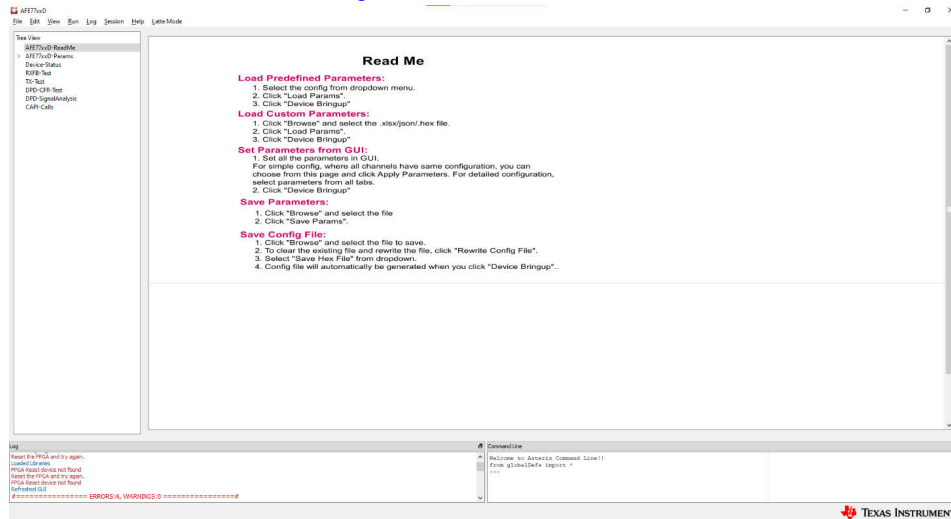 AFE77xxD
File Edit View Run Log Session Help Latte Mode
Tree View
AFE77xxD-ReadMe
AFE77xxD-Params
Device-Status
RXFB-Test
TX-Test
DPD-CFR-Test
DPD-SignalAnalysis
CAPI-Calls
Read Me
Load Predefined Parameters:
1. Select the config from dropdown menu.
2. Click "Load Params".
3. Click "Device Bringup"
Load Custom Parameters:
1. Click "Browse" and select the .xlsx/json/.hex file.
2. Click "Load Params".
3. Click "Device Bringup"
Set Parameters from GUI:
1. Set all the parameters in GUI.
For simple config, where all channels have same configuration, you can
choose from this page and click Apply Parameters. For detailed configuration,
select parameters from all tabs.
2. Click "Device Bringup"
Save Parameters:
1. Click "Browse" and select the file
2. Click "Save Params".
Save Config File:
1. Click "Browse" and select the file to save.
2. To clear the existing file and rewrite the file, click "Rewrite Config File".
3. Select "Save Hex File" from dropdown.
4. Config file will automatically be generated when you click "Device Bringup"..
Log
Reset the FPGA and try again.
Loaded Libraries
FPGA Reset device not found
Reset the FPGA and try again.
FPGA Reset device not found
Refreshed GUI
#================ ERRORS:4, WARNINGS:0 ================#
Command Line
Welcome to Asterix Command Line!!
from globalDefs import *
>>>
TEXAS INSTRUMEN